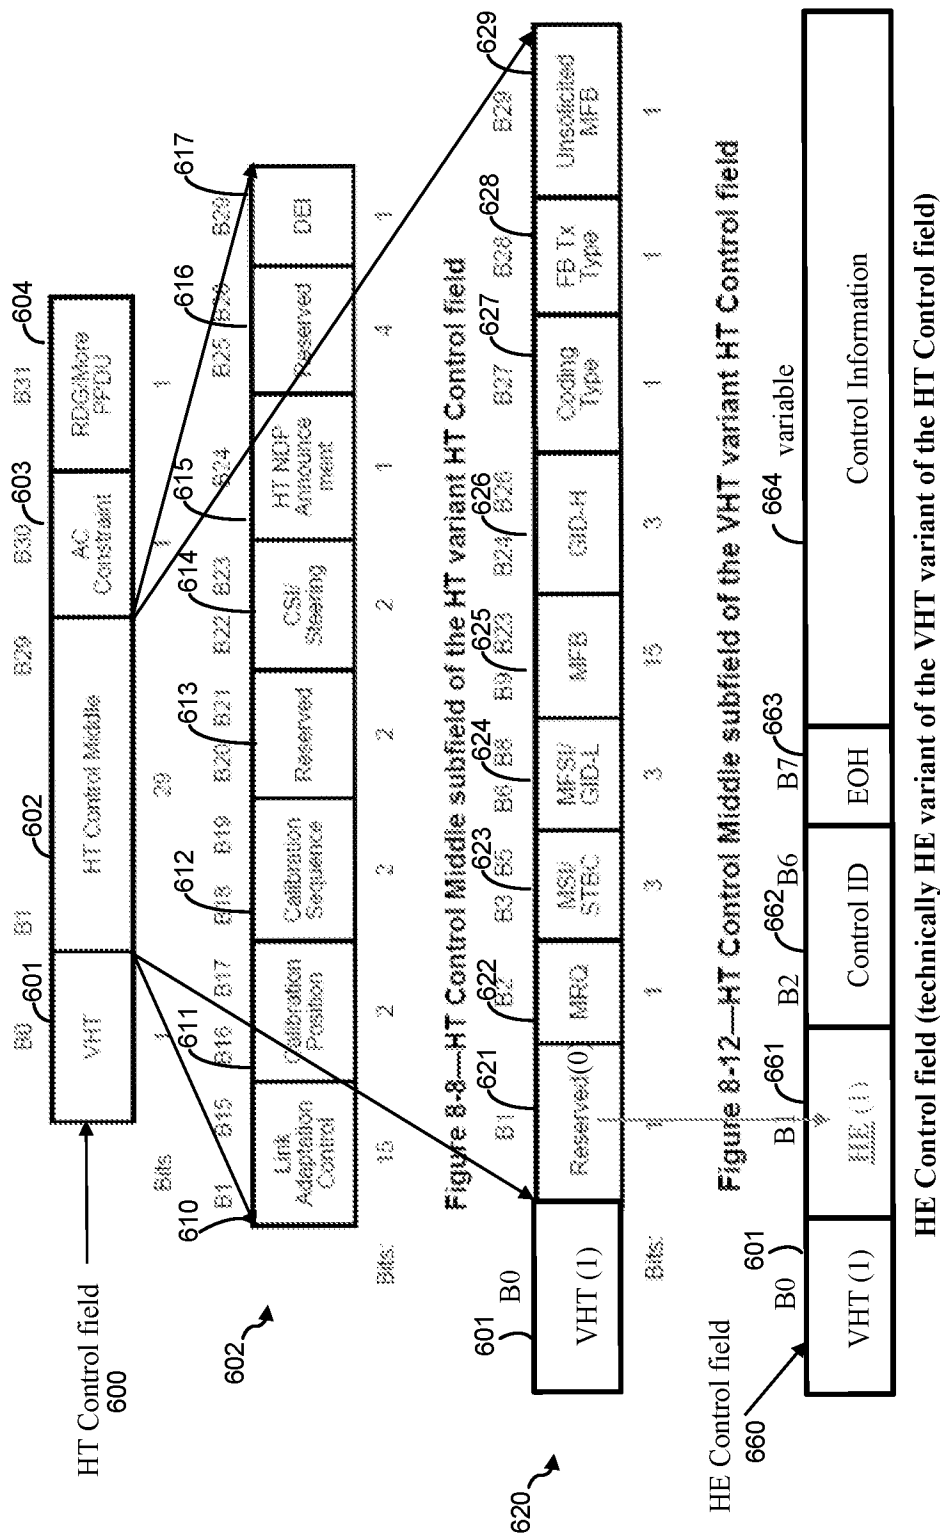 B0 B1 B29 B30 B31
601 602 603 604
VHT HT Control Middle AC Constraint RDG/More PPDU
HT Control field
600
Bits 1 29 1 1
B1 B15 B16 B17 B18 B19 B20 B21 B22 B23 B24 B25 B28 B29
610 611 612 613 614 615 616 617
Link Adaptation Control
Calibration Position
Calibration Sequence
Reserved
CSI/ Steering
HT NDP Announce ment
Reserved
DEI
602
Bits: 15 2 2 2 2 1 4 1
Figure 8-8—HT Control Middle subfield of the HT variant HT Control field
B0 B1 B2 B3 B5 B6 B8 B9 B23 B24 B26 B27 B28 B29
601 621 622 623 624 625 626 627 628 629
VHT (1)
Reserved(0)
MRQ
MSI/ STBC
MFSI/ GID-L
MFB
GID-H
Coding Type
FB Tx Type
Unsolicited MFB
620
Bits: 1 1 3 3 15 3 1 1 1
Figure 8-12—HT Control Middle subfield of the VHT variant HT Control field
HE Control field
660
B0 B1 B2 B6 B7 variable
601 661 662 663 664
VHT (1) HE (1) Control ID EOH Control Information
HE Control field (technically HE variant of the VHT variant of the HT Control field)